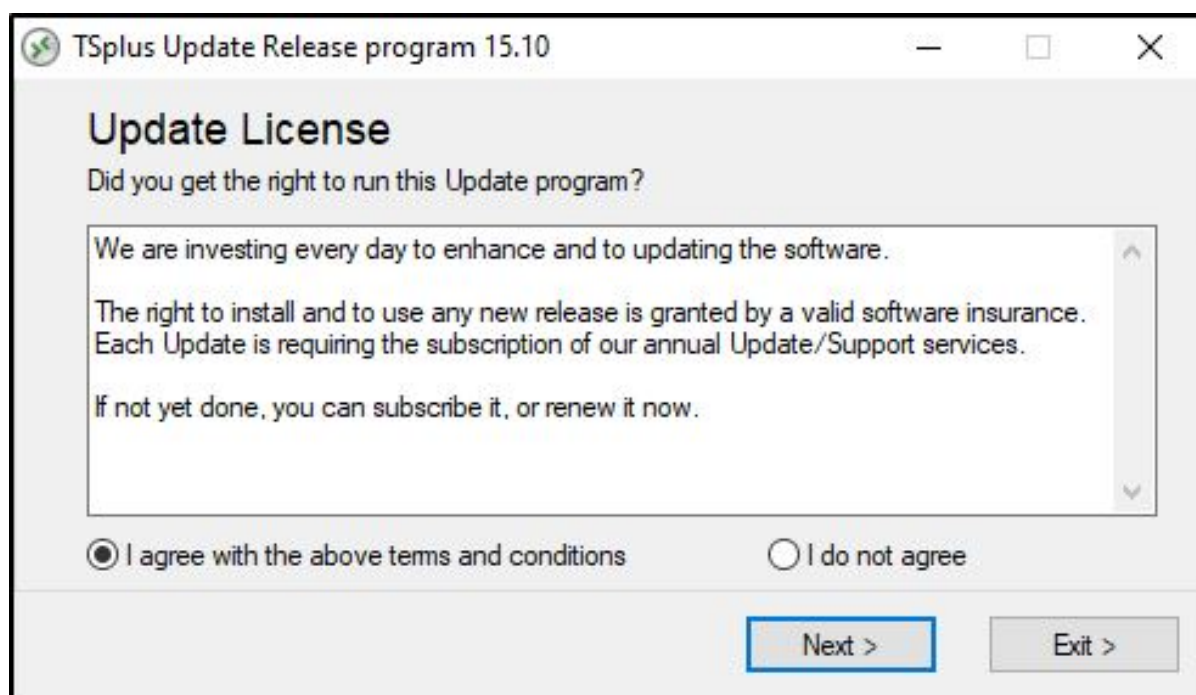 TSplus Update Release program 15.10
Update License
Did you get the right to run this Update program?
We are investing every day to enhance and to updating the software.
The right to install and to use any new release is granted by a valid software insurance.
Each Update is requiring the subscription of our annual Update/Support services.
If not yet done, you can subscribe it, or renew it now.
I agree with the above terms and conditions
I do not agree
Next >
Exit >